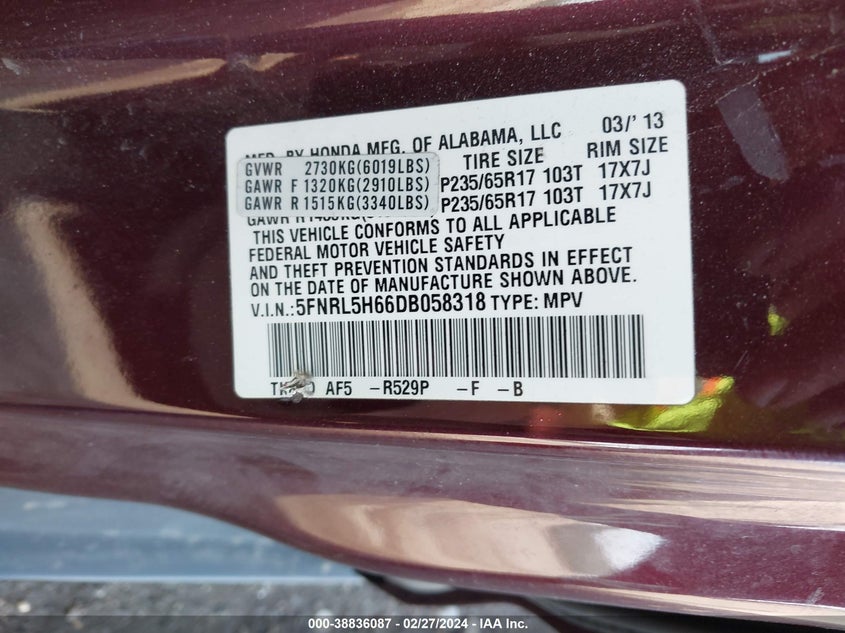 MFD. BY HONDA MFG. OF ALABAMA, LLC 03/'13
GVWR 2730KG(6019LBS) TIRE SIZE RIM SIZE
GAWR F 1320KG(2910LBS) P235/65R17 103T 17X7J
GAWR R 1515KG(3340LBS) P235/65R17 103T 17X7J
GAWR R
THIS VEHICLE CONFORMS TO ALL APPLICABLE
FEDERAL MOTOR VEHICLE SAFETY
AND THEFT PREVENTION STANDARDS IN EFFECT
ON THE DATE OF MANUFACTURE SHOWN ABOVE.
V.I.N.:5FNRL5H66DB058318 TYPE: MPV
AF5 -R529P -F -B
000-38836087 - 02/27/2024 - IAA Inc.